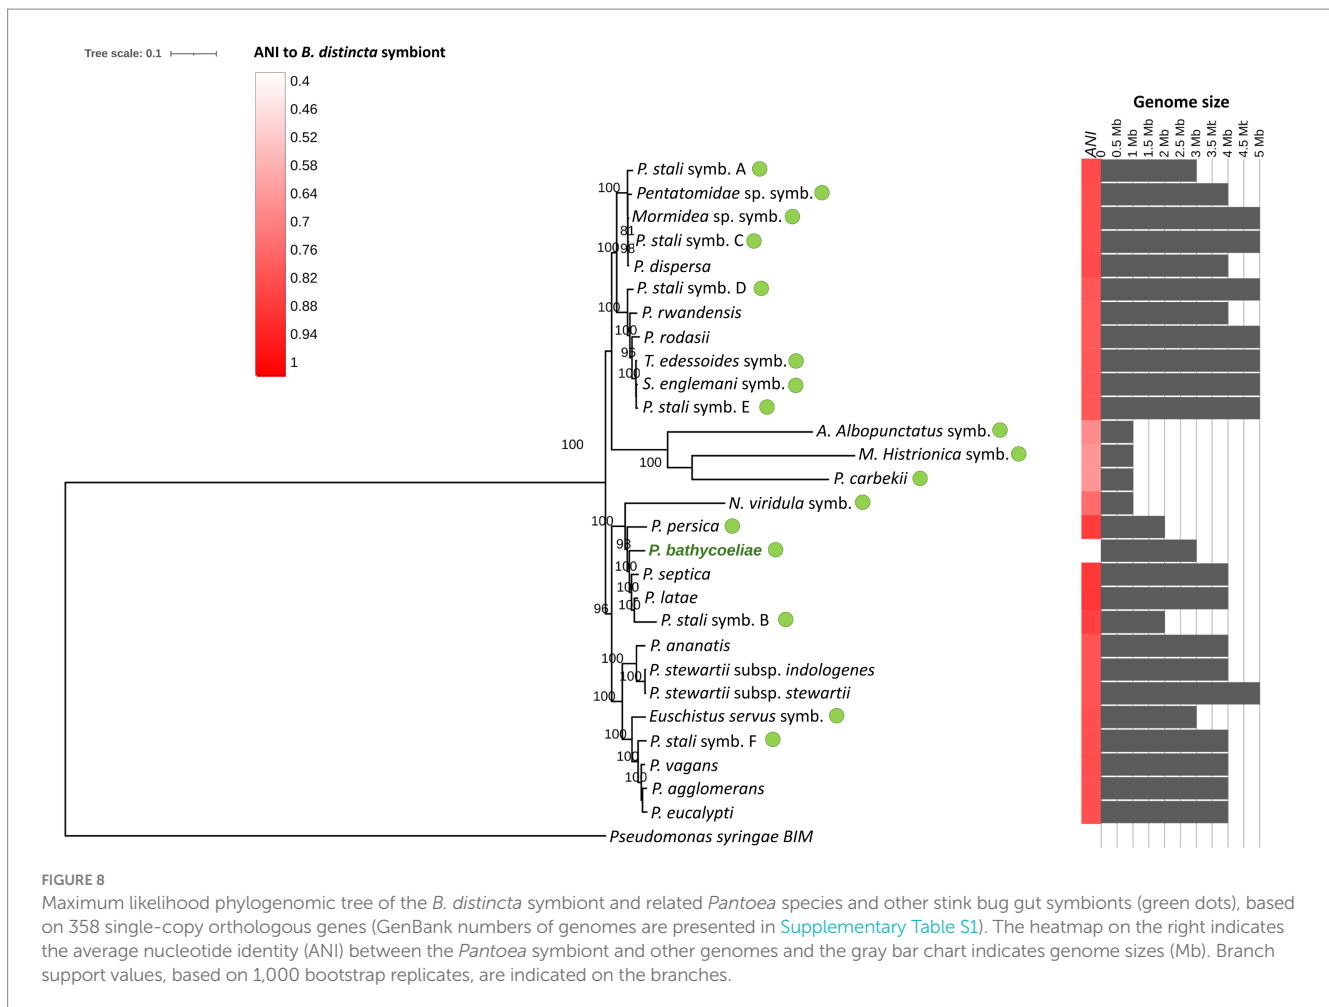 Tree scale: 0.1
ANI to B. distincta symbiont
0.4
0.46
0.52
0.58
0.64
0.7
0.76
0.82
0.88
0.94
1
Genome size
ANI
0
0.5 Mb
1 Mb
1.5 Mb
2 Mb
2.5 Mb
3 Mb
3.5 Mb
4 Mb
4.5 Mb
5 Mb
P. stali symb. A
100
Pentatomidae sp. symb.
Mormidea sp. symb.
81
P. stali symb. C
100
98
P. dispersa
P. stali symb. D
100
P. rwandensis
100
P. rodasii
96
T. edessoides symb.
100
S. englemani symb.
P. stali symb. E
A. Albopunctatus symb.
100
M. Histrionica symb.
100
P. carbekii
N. viridula symb.
100
P. persica
98
P. bathycoeliae
100
P. septica
100
P. latae
100
96
P. stali symb. B
P. ananatis
100
P. stewartii subsp. indologenes
100
P. stewartii subsp. stewartii
100
Euschistus servus symb.
100
P. stali symb. F
100
P. vagans
100
P. agglomerans
P. eucalypti
Pseudomonas syringae BIM
FIGURE 8
Maximum likelihood phylogenomic tree of the B. distincta symbiont and related Pantoea species and other stink bug gut symbionts (green dots), based
on 358 single-copy orthologous genes (GenBank numbers of genomes are presented in Supplementary Table S1). The heatmap on the right indicates
the average nucleotide identity (ANI) between the Pantoea symbiont and other genomes and the gray bar chart indicates genome sizes (Mb). Branch
support values, based on 1,000 bootstrap replicates, are indicated on the branches.